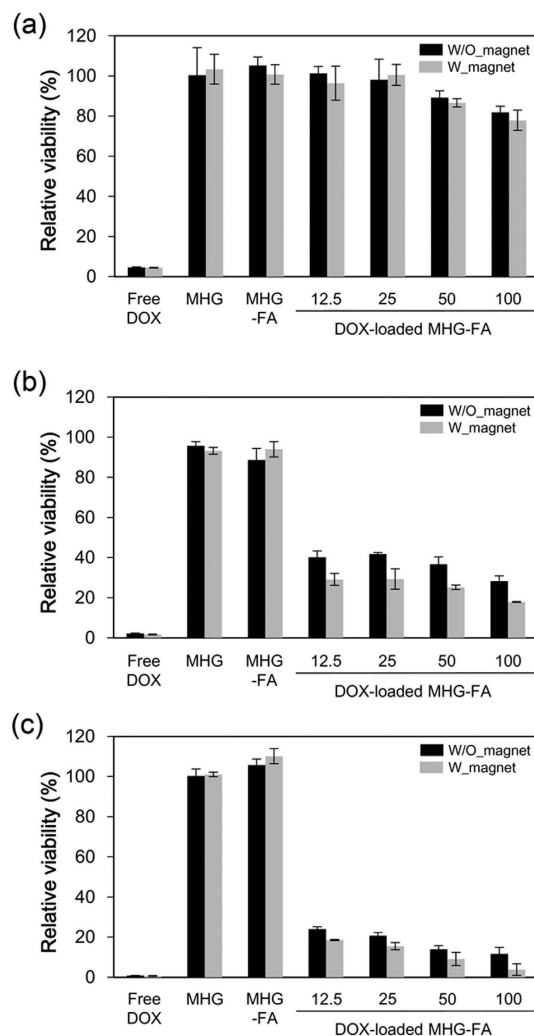 (a)
120
100
80
60
40
20
0
Relative viability (%)
W/O_magnet
W_magnet
Free
DOX
MHG
MHG
-FA
12.5
25
50
100
DOX-loaded MHG-FA
(b)
120
100
80
60
40
20
0
Relative viability (%)
W/O_magnet
W_magnet
Free
DOX
MHG
MHG
-FA
12.5
25
50
100
DOX-loaded MHG-FA
(c)
120
100
80
60
40
20
0
Relative viability (%)
W/O_magnet
W_magnet
Free
DOX
MHG
MHG
-FA
12.5
25
50
100
DOX-loaded MHG-FA